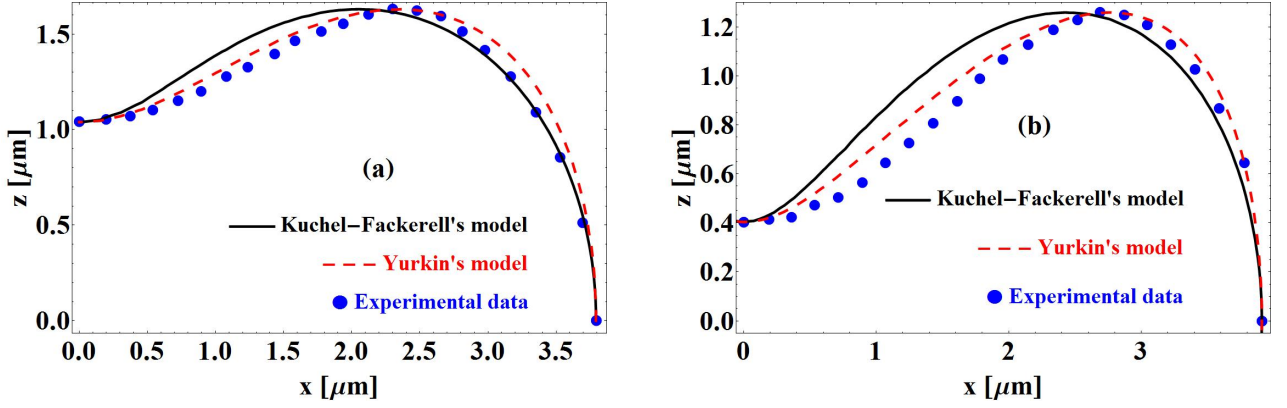 z [μm]
1.5
1.0
0.5
0.0
(a)
Kuchel−Fackerell's model
Yurkin's model
Experimental data
0.0 0.5 1.0 1.5 2.0 2.5 3.0 3.5
x [μm]
z [μm]
1.2
1.0
0.8
0.6
0.4
0.2
0.0
(b)
Kuchel−Fackerell's model
Yurkin's model
Experimental data
0 1 2 3
x [μm]